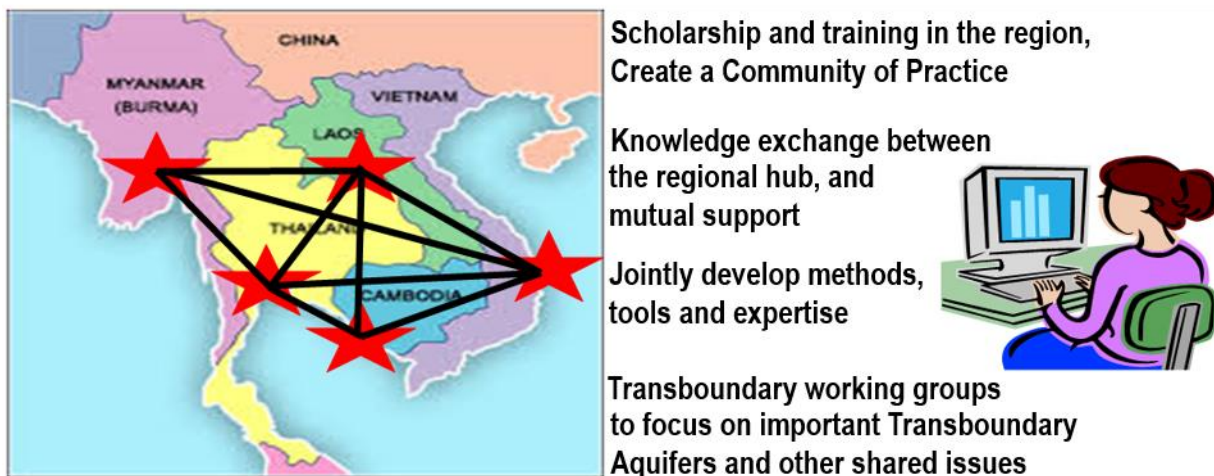 CHINA
MYANMAR
(BURMA)
VIETNAM
LAOS
THAILAND
CAMBODIA
Scholarship and training in the region,
Create a Community of Practice
Knowledge exchange between
the regional hub, and
mutual support
Jointly develop methods,
tools and expertise
Transboundary working groups
to focus on important Transboundary
Aquifers and other shared issues